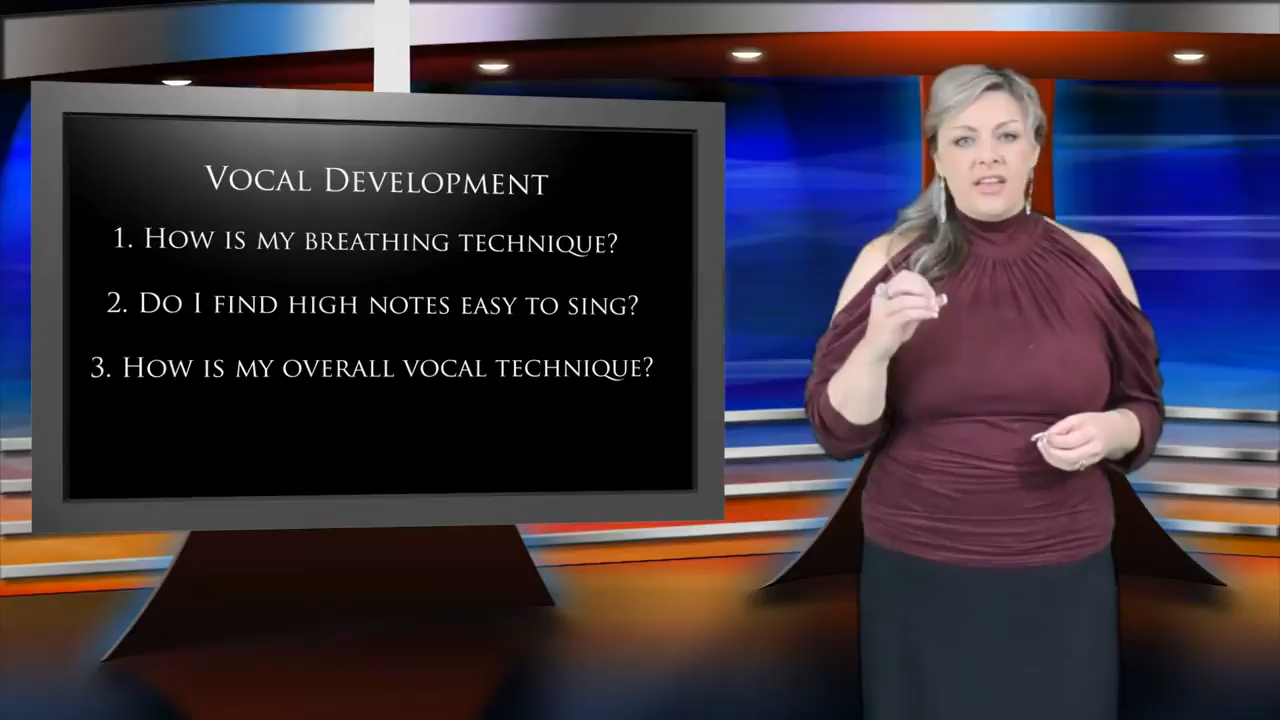 Vocal Development
1. How is my breathing technique?
2. Do I find high notes easy to sing?
3. How is my overall vocal technique?